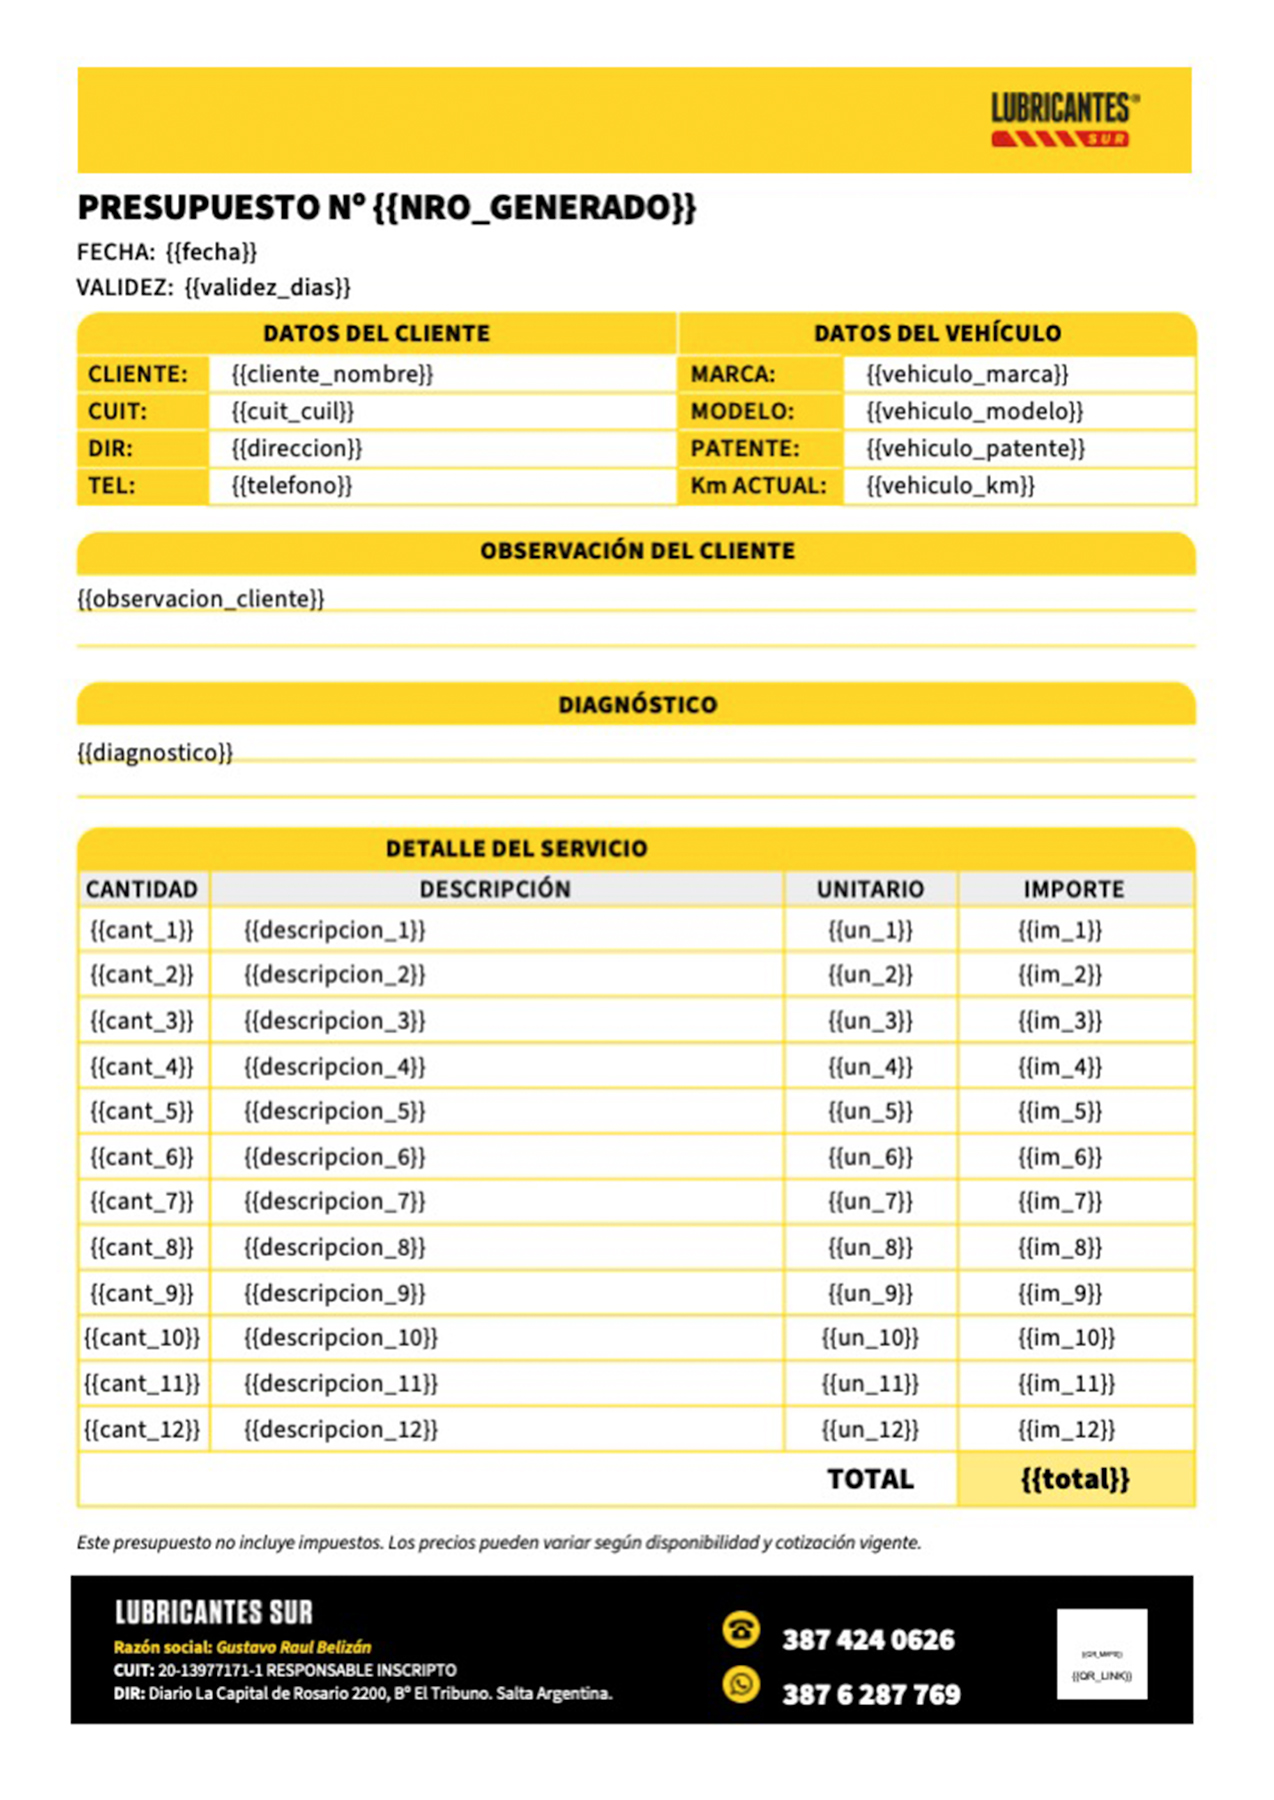 LUBRICANTES®
SUR
PRESUPUESTO Nº {{NRO_GENERADO}}
FECHA: {{fecha}}
VALIDEZ: {{validez_dias}}
DATOS DEL CLIENTE DATOS DEL VEHÍCULO
CLIENTE: {{cliente_nombre}} MARCA: {{vehiculo_marca}}
CUIT: {{cuit_cuil}} MODELO: {{vehiculo_modelo}}
DIR: {{direccion}} PATENTE: {{vehiculo_patente}}
TEL: {{telefono}} Km ACTUAL: {{vehiculo_km}}
OBSERVACIÓN DEL CLIENTE
{{observacion_cliente}}
DIAGNÓSTICO
{{diagnostico}}
DETALLE DEL SERVICIO
CANTIDAD DESCRIPCIÓN UNITARIO IMPORTE
{{cant_1}} {{descripcion_1}} {{un_1}} {{im_1}}
{{cant_2}} {{descripcion_2}} {{un_2}} {{im_2}}
{{cant_3}} {{descripcion_3}} {{un_3}} {{im_3}}
{{cant_4}} {{descripcion_4}} {{un_4}} {{im_4}}
{{cant_5}} {{descripcion_5}} {{un_5}} {{im_5}}
{{cant_6}} {{descripcion_6}} {{un_6}} {{im_6}}
{{cant_7}} {{descripcion_7}} {{un_7}} {{im_7}}
{{cant_8}} {{descripcion_8}} {{un_8}} {{im_8}}
{{cant_9}} {{descripcion_9}} {{un_9}} {{im_9}}
{{cant_10}} {{descripcion_10}} {{un_10}} {{im_10}}
{{cant_11}} {{descripcion_11}} {{un_11}} {{im_11}}
{{cant_12}} {{descripcion_12}} {{un_12}} {{im_12}}
TOTAL {{total}}
Este presupuesto no incluye impuestos. Los precios pueden variar según disponibilidad y cotización vigente.
LUBRICANTES SUR
Razón social: Gustavo Raul Belizán
CUIT: 20-13977171-1 RESPONSABLE INSCRIPTO
DIR: Diario La Capital de Rosario 2200, Bº El Tribuno. Salta Argentina.
387 424 0626
387 6 287 769
{{QR_LINK}}